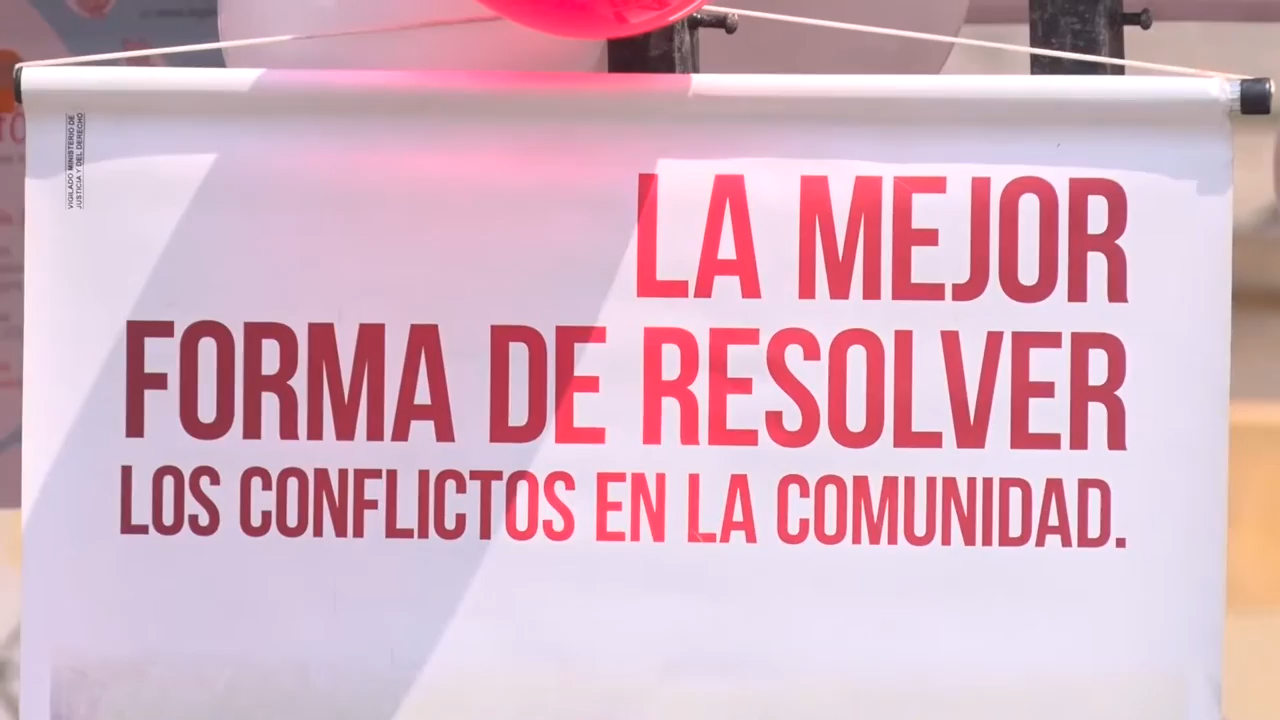 VIGILADO MINISTERIO DE
JUSTICIA Y DEL DERECHO
LA MEJOR
FORMA DE RESOLVER
LOS CONFLICTOS EN LA COMUNIDAD.